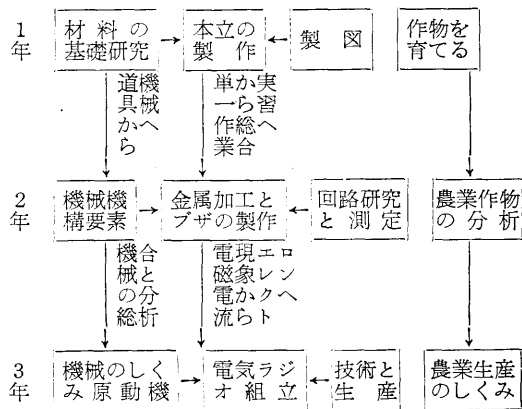 1年
材料の
基礎研究
本立の
製作
製図
作物を
育てる
道具から
機械へ
単一作業
から総合
実習へ
2年
機械機
構要素
金属加工と
ブザの製作
回路研究
と測定
農業作物
の分析
機械の総
合と分析
電磁電流
現象から
エレクト
ロンへ
3年
機械のしく
み原動機
電気ラジ
オ組立
技術と
生産
農業生産
のしくみ